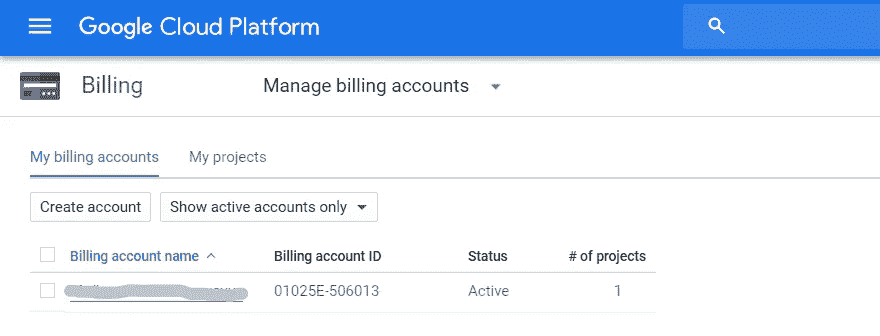 Google Cloud Platform
Billing Manage billing accounts
My billing accounts My projects
Create account Show active accounts only
Billing account name Billing account ID Status # of projects
01025E-506013 Active 1